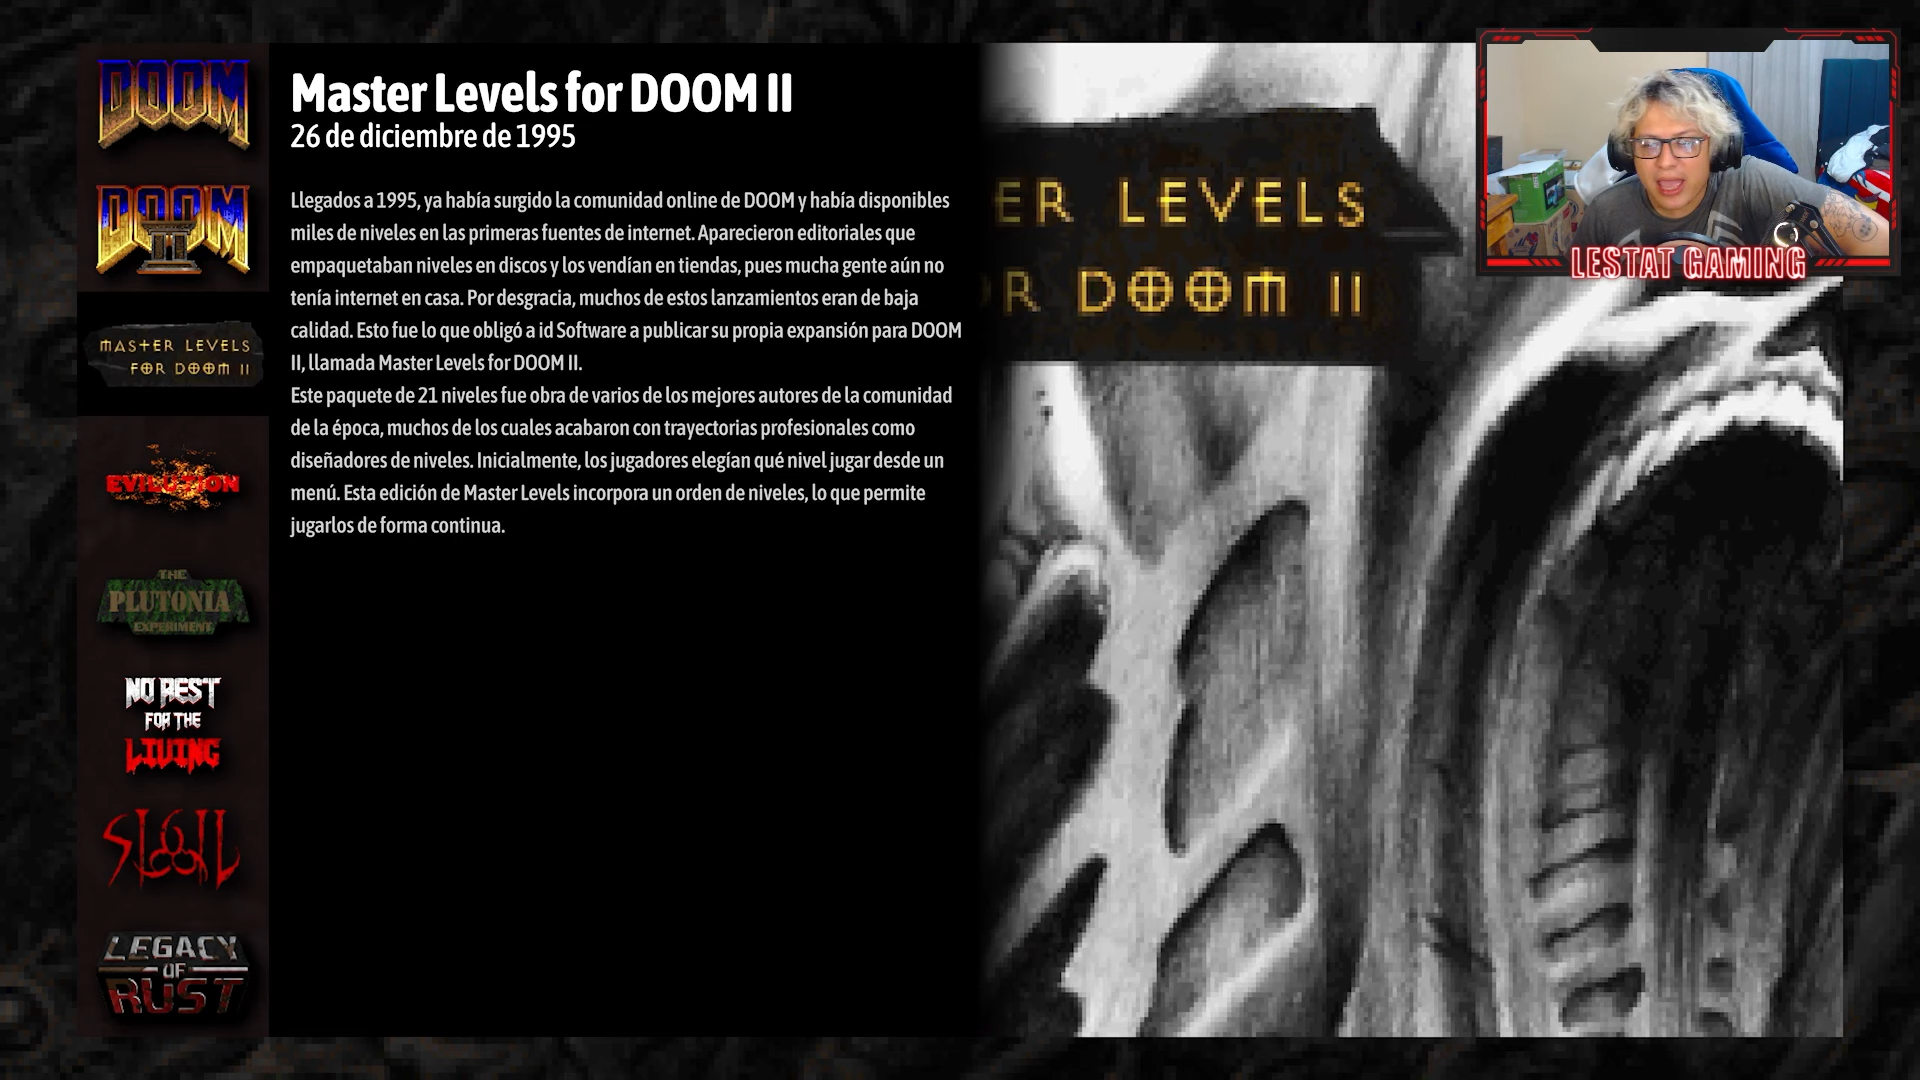 DOOM
DOOM
II
MASTER LEVELS
FOR DOOM II
EVILUTION
THE
PLUTONIA
EXPERIMENT
NO REST
FOR THE
LIVING
SIGIL
LEGACY
OF
RUST
Master Levels for DOOM II
26 de diciembre de 1995
Llegados a 1995, ya había surgido la comunidad online de DOOM y había disponibles
miles de niveles en las primeras fuentes de internet. Aparecieron editoriales que
empaquetaban niveles en discos y los vendían en tiendas, pues mucha gente aún no
tenía internet en casa. Por desgracia, muchos de estos lanzamientos eran de baja
calidad. Esto fue lo que obligó a id Software a publicar su propia expansión para DOOM
II, llamada Master Levels for DOOM II.
Este paquete de 21 niveles fue obra de varios de los mejores autores de la comunidad
de la época, muchos de los cuales acabaron con trayectorias profesionales como
diseñadores de niveles. Inicialmente, los jugadores elegían qué nivel jugar desde un
menú. Esta edición de Master Levels incorpora un orden de niveles, lo que permite
jugarlos de forma continua.
ER LEVELS
OR DOOM II
LESTAT GAMING